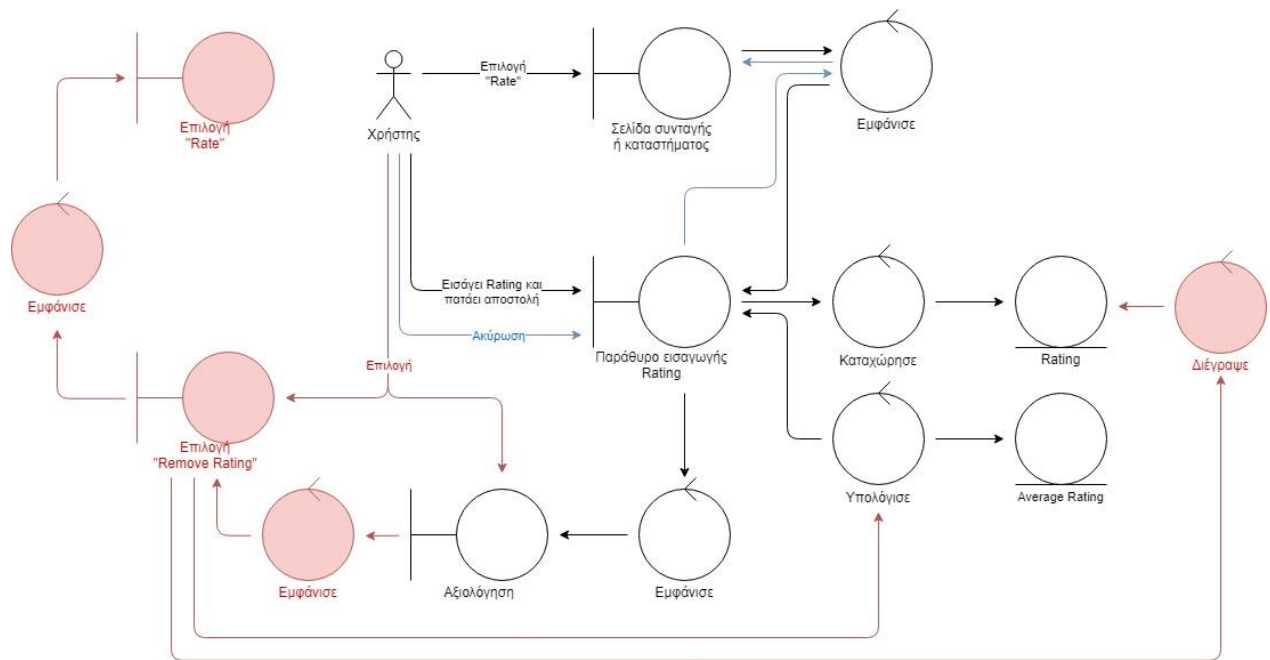 Επιλογή
"Rate"
Χρήστης
Επιλογή
"Rate"
Σελίδα συνταγής
ή καταστήματος
Εμφάνισε
Εμφάνισε
Εισάγει Rating και
πατάει αποστολή
Ακύρωση
Παράθυρο εισαγωγής
Rating
Καταχώρησε
Rating
Διέγραψε
Επιλογή
Επιλογή
"Remove Rating"
Υπολόγισε
Average Rating
Εμφάνισε
Αξιολόγηση
Εμφάνισε